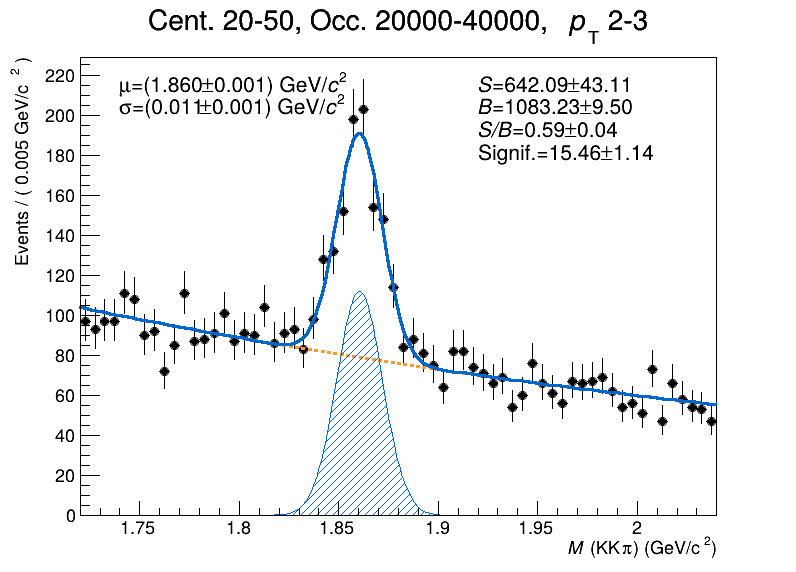 Cent. 20-50, Occ. 20000-40000, p_T 2-3
μ=(1.860±0.001) GeV/c²
σ=(0.011±0.001) GeV/c²
S=642.09±43.11
B=1083.23±9.50
S/B=0.59±0.04
Signif.=15.46±1.14
Events / ( 0.005 GeV/c² )
220
200
180
160
140
120
100
80
60
40
20
0
1.75 1.8 1.85 1.9 1.95 2
M (KKπ) (GeV/c²)